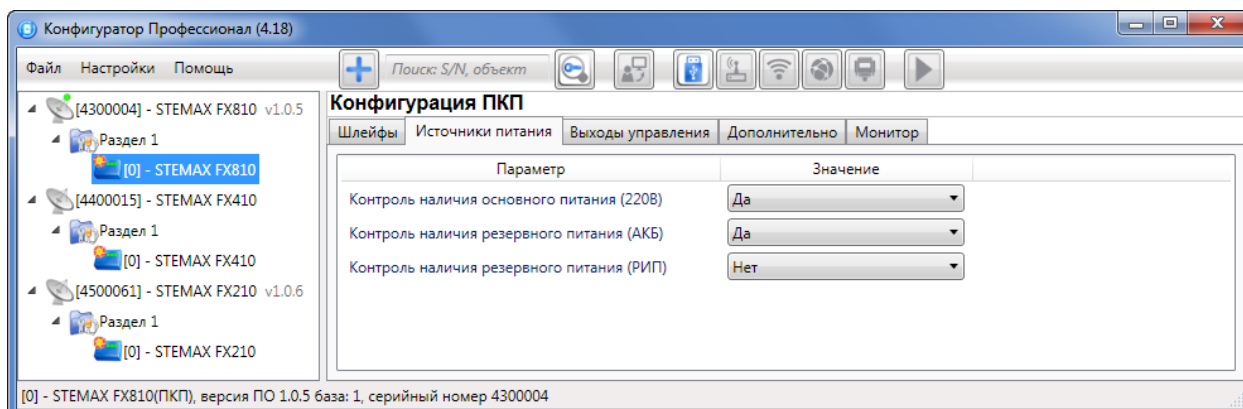 Конфигуратор Профессионал (4.18)
Файл Настройки Помощь Поиск: S/N, объект
[4300004] - STEMAX FX810 v1.0.5
Раздел 1
[0] - STEMAX FX810
[4400015] - STEMAX FX410
Раздел 1
[0] - STEMAX FX410
[4500061] - STEMAX FX210 v1.0.6
Раздел 1
[0] - STEMAX FX210
Конфигурация ПКП
Шлейфы Источники питания Выходы управления Дополнительно Монитор
Параметр Значение
Контроль наличия основного питания (220В) Да
Контроль наличия резервного питания (АКБ) Да
Контроль наличия резервного питания (РИП) Нет
[0] - STEMAX FX810(ПКП), версия ПО 1.0.5 база: 1, серийный номер 4300004